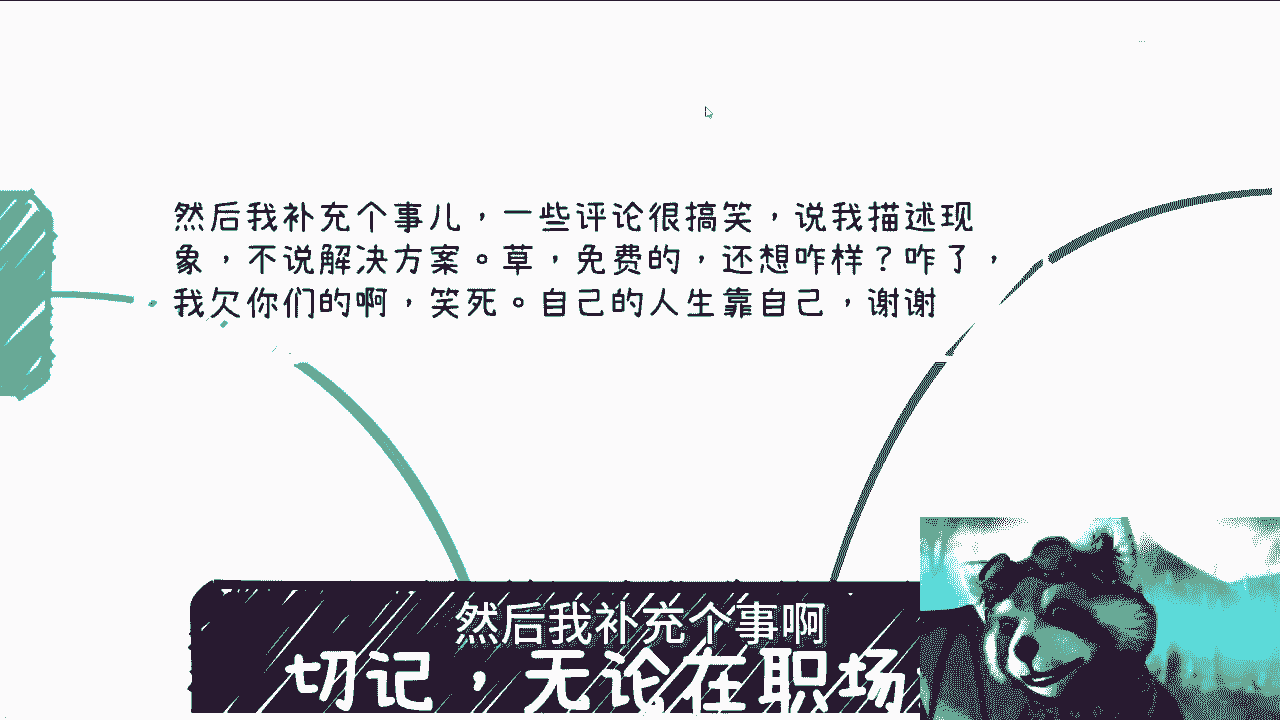 然后我补充个事儿，一些评论很搞笑，说我描述现
象，不说解决方案。草，免费的，还想咋样？咋了，
我欠你们的啊，笑死。自己的人生靠自己，谢谢
然后我补充个事啊
切记，无论在职场